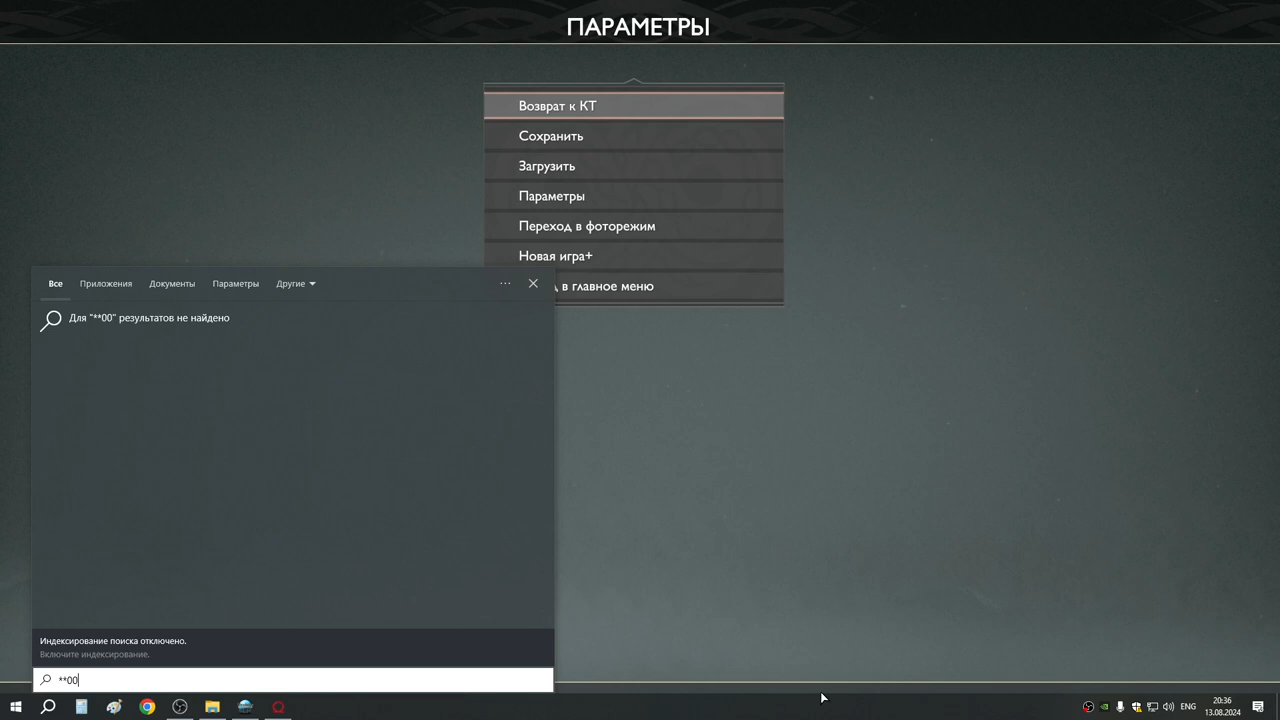 ПАРАМЕТРЫ
Возврат к КТ
Сохранить
Загрузить
Параметры
Переход в фоторежим
Новая игра+
д в главное меню
Все Приложения Документы Параметры Другие
Для "**00" результатов не найдено
Индексирование поиска отключено.
Включите индексирование.
**00
ENG
20:36
13.08.2024